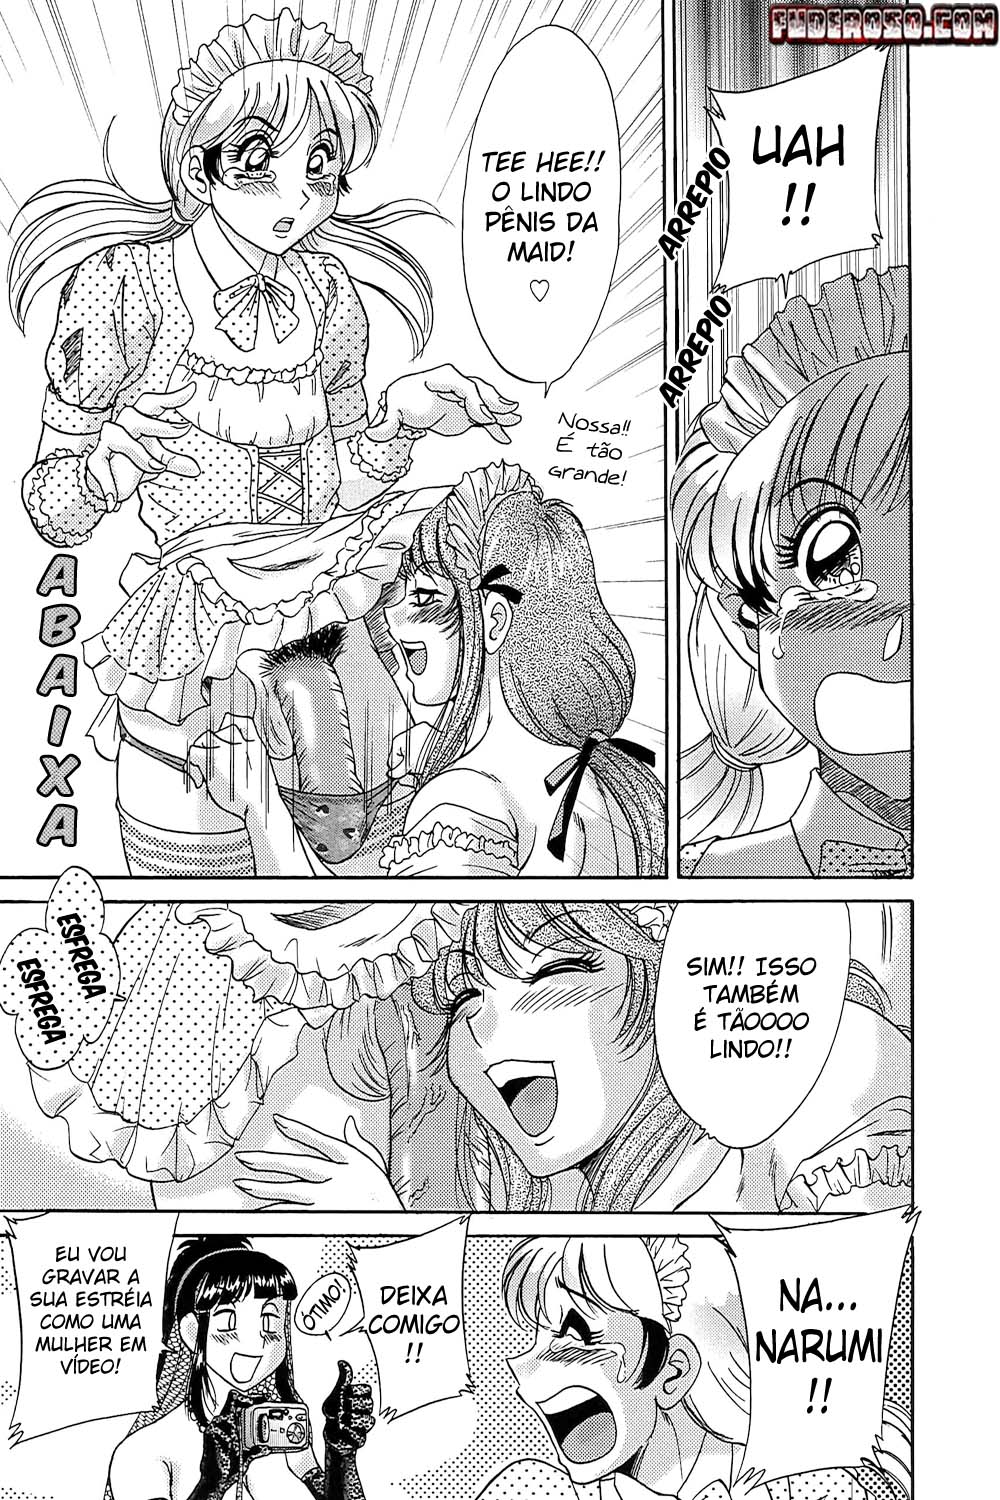 FUDEROSO.COM
UAH
!!
ARREPIO
ARREPIO
TEE HEE!!
O LINDO
PÊNIS DA
MAID!
♡
Nossa!!
É tão
grande!
ABAIXA
SIM!! ISSO
TAMBÉM
É TÃOOOO
LINDO!!
ESFREGA
ESFREGA
NA...
NARUMI
!!
DEIXA
COMIGO
!!
ÓTIMO!
EU VOU
GRAVAR A
SUA ESTRÉIA
COMO UMA
MULHER EM
VÍDEO!